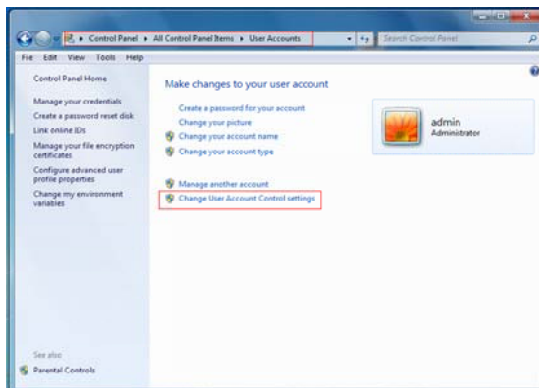 Control Panel ▸ All Control Panel Items ▸ User Accounts
Search Control Panel
File Edit View Tools Help
Control Panel Home
Manage your credentials
Create a password reset disk
Link online IDs
Manage your file encryption
certificates
Configure advanced user
profile properties
Change my environment
variables
See also
Parental Controls
Make changes to your user account
Create a password for your account
Change your picture
Change your account name
Change your account type
Manage another account
Change User Account Control settings
admin
Administrator